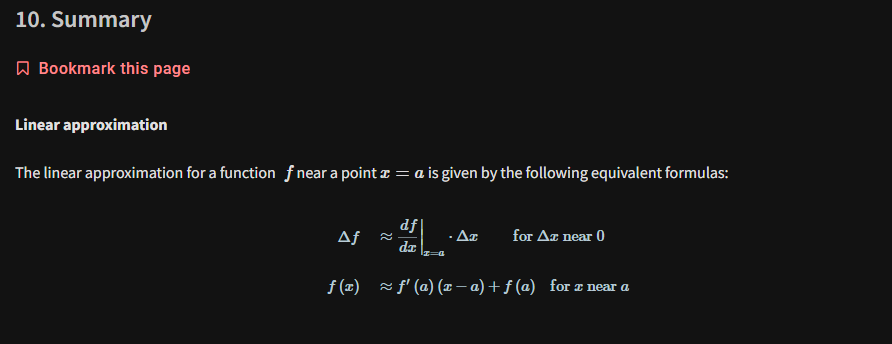 10. Summary
Bookmark this page
Linear approximation
The linear approximation for a function f near a point x = a is given by the following equivalent formulas:
Δf ≈ df/dx|x=a · Δx for Δx near 0
f (x) ≈ f′ (a) (x − a) + f (a) for x near a